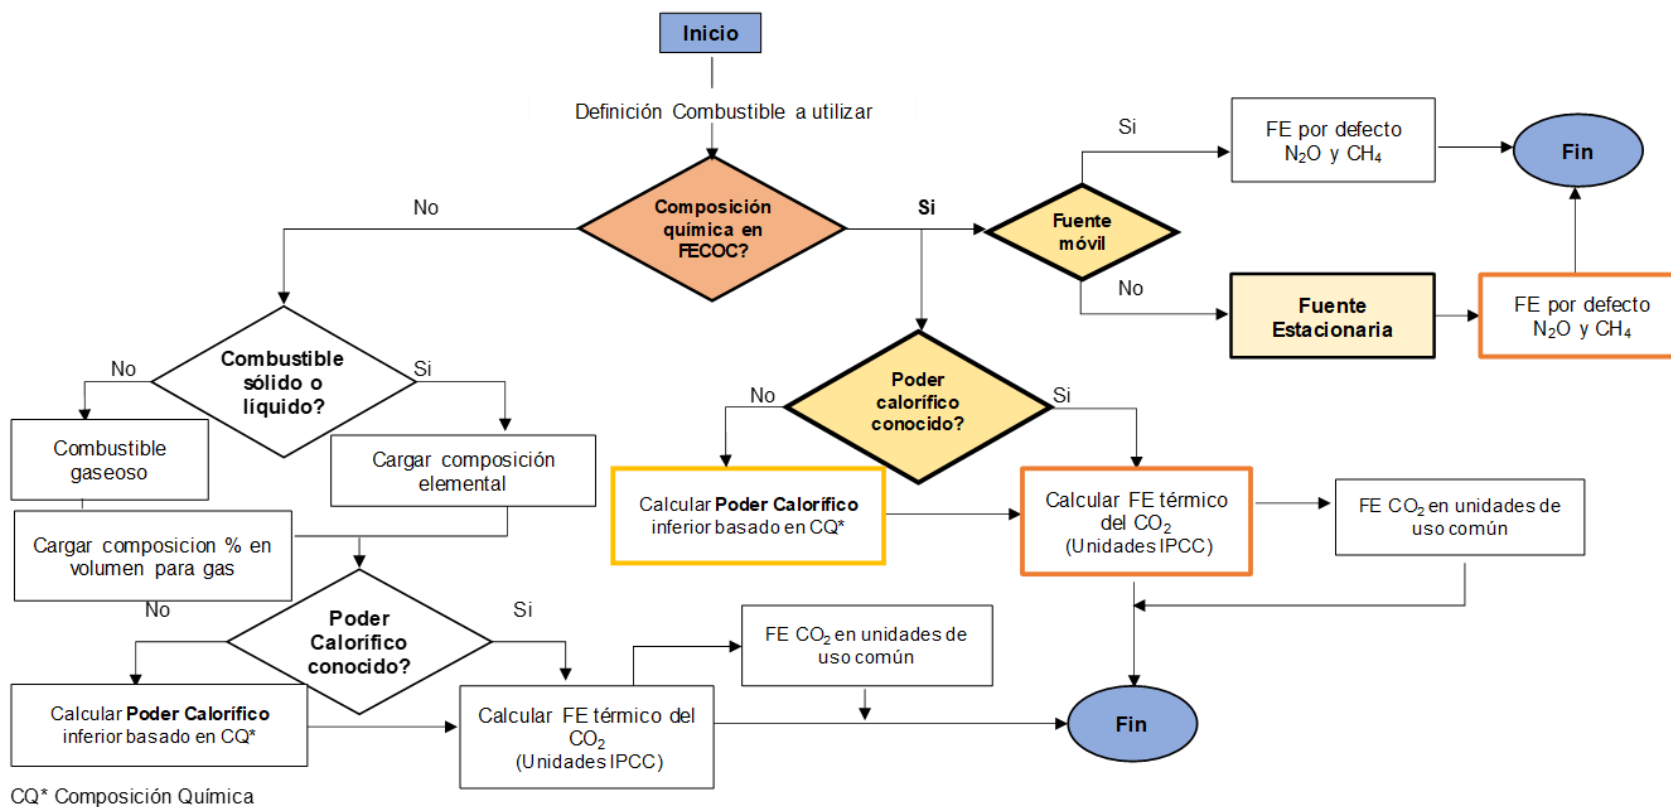 Inicio
Definición Combustible a utilizar
Composición
química en
FECOC?
No
Si
Fuente
móvil
Si
FE por defecto
N₂O y CH₄
Fin
No
Fuente
Estacionaria
FE por defecto
N₂O y CH₄
Combustible
sólido o
líquido?
No
Si
Combustible
gaseoso
Cargar composición
elemental
Cargar composicion % en
volumen para gas
Poder
calorífico
conocido?
No
Si
Calcular Poder Calorífico
inferior basado en CQ*
Calcular FE térmico
del CO₂
(Unidades IPCC)
FE CO₂ en unidades de
uso común
Poder
Calorífico
conocido?
No
Si
Calcular Poder Calorífico
inferior basado en CQ*
Calcular FE térmico del
CO₂
(Unidades IPCC)
FE CO₂ en unidades de
uso común
Fin
CQ* Composición Química